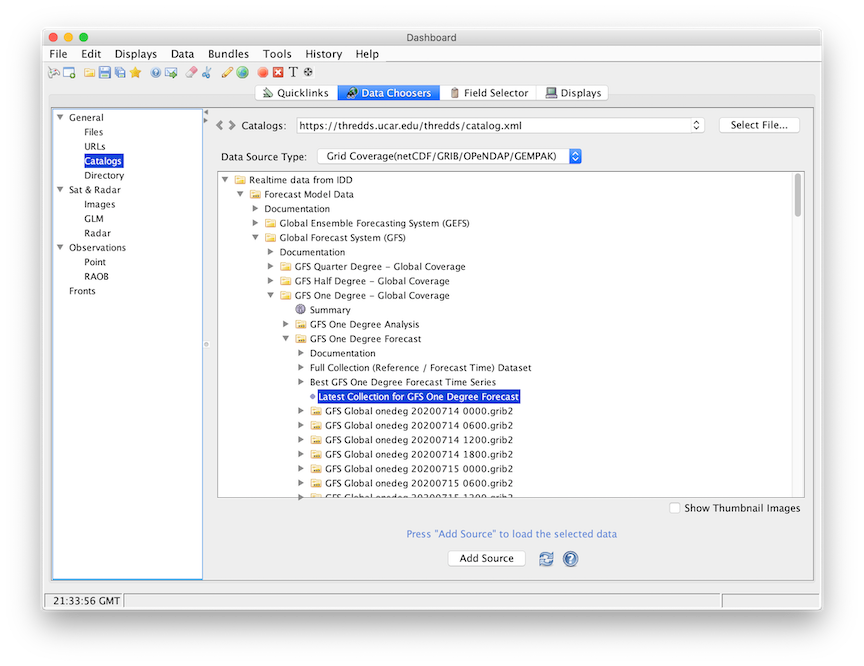 Dashboard
File Edit Displays Data Bundles Tools History Help
Quicklinks Data Choosers Field Selector Displays
General
Files
URLs
Catalogs
Directory
Sat & Radar
Images
GLM
Radar
Observations
Point
RAOB
Fronts
Catalogs: https://thredds.ucar.edu/thredds/catalog.xml Select File...
Data Source Type: Grid Coverage(netCDF/GRIB/OPeNDAP/GEMPAK)
Realtime data from IDD
Forecast Model Data
Documentation
Global Ensemble Forecasting System (GEFS)
Global Forecast System (GFS)
Documentation
GFS Quarter Degree - Global Coverage
GFS Half Degree - Global Coverage
GFS One Degree - Global Coverage
Summary
GFS One Degree Analysis
GFS One Degree Forecast
Documentation
Full Collection (Reference / Forecast Time) Dataset
Best GFS One Degree Forecast Time Series
Latest Collection for GFS One Degree Forecast
GFS Global onedeg 20200714 0000.grib2
GFS Global onedeg 20200714 0600.grib2
GFS Global onedeg 20200714 1200.grib2
GFS Global onedeg 20200714 1800.grib2
GFS Global onedeg 20200715 0000.grib2
GFS Global onedeg 20200715 0600.grib2
GFS Global onedeg 20200715 1200.grib2
Show Thumbnail Images
Press "Add Source" to load the selected data
Add Source
21:33:56 GMT